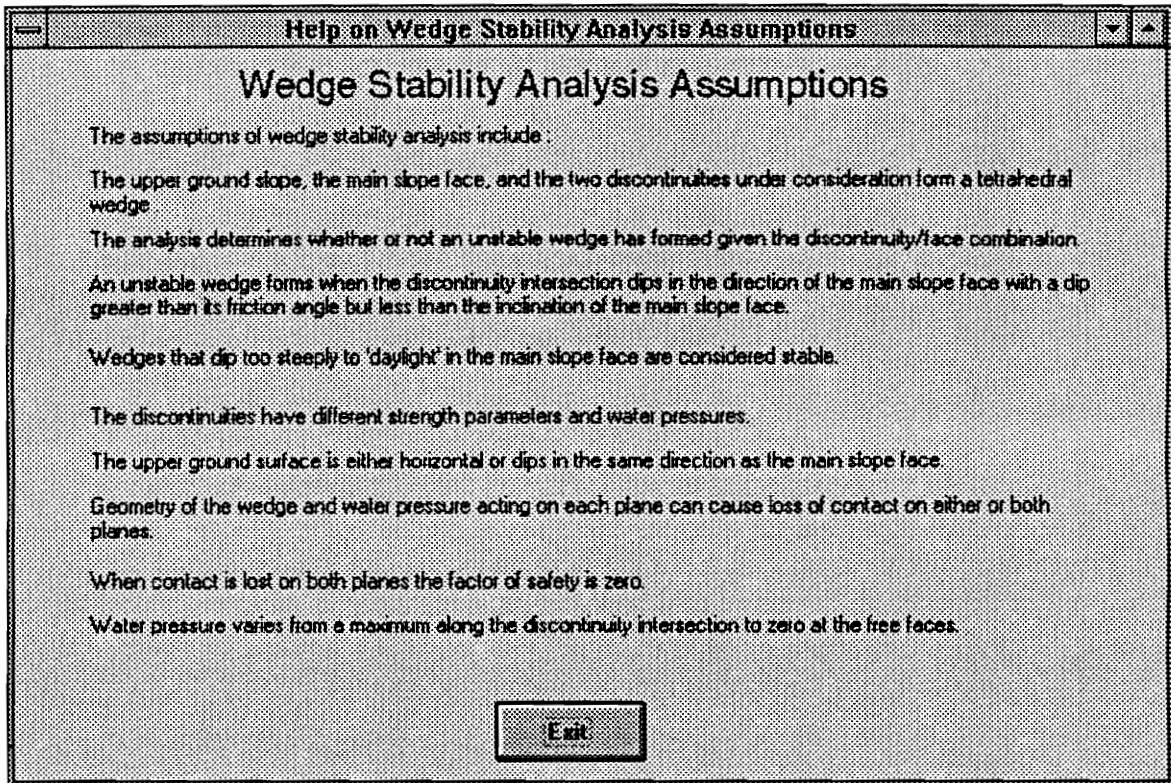 Help on Wedge Stability Analysis Assumptions
Wedge Stability Analysis Assumptions
The assumptions of wedge stability analysis include :
The upper ground slope, the main slope face, and the two discontinuities under consideration form a tetrahedral
wedge .
The analysis determines whether or not an unstable wedge has formed given the discontinuity/face combination.
An unstable wedge forms when the discontinuity intersection dips in the direction of the main slope face with a dip
greater than its friction angle but less than the inclination of the main slope face.
Wedges that dip too steeply to 'daylight' in the main slope face are considered stable.
The discontinuities have different strength parameters and water pressures.
The upper ground surface is either horizontal or dips in the same direction as the main slope face.
Geometry of the wedge and water pressure acting on each plane can cause loss of contact on either or both
planes.
When contact is lost on both planes the factor of safety is zero.
Water pressure varies from a maximum along the discontinuity intersection to zero at the free faces.
Exit